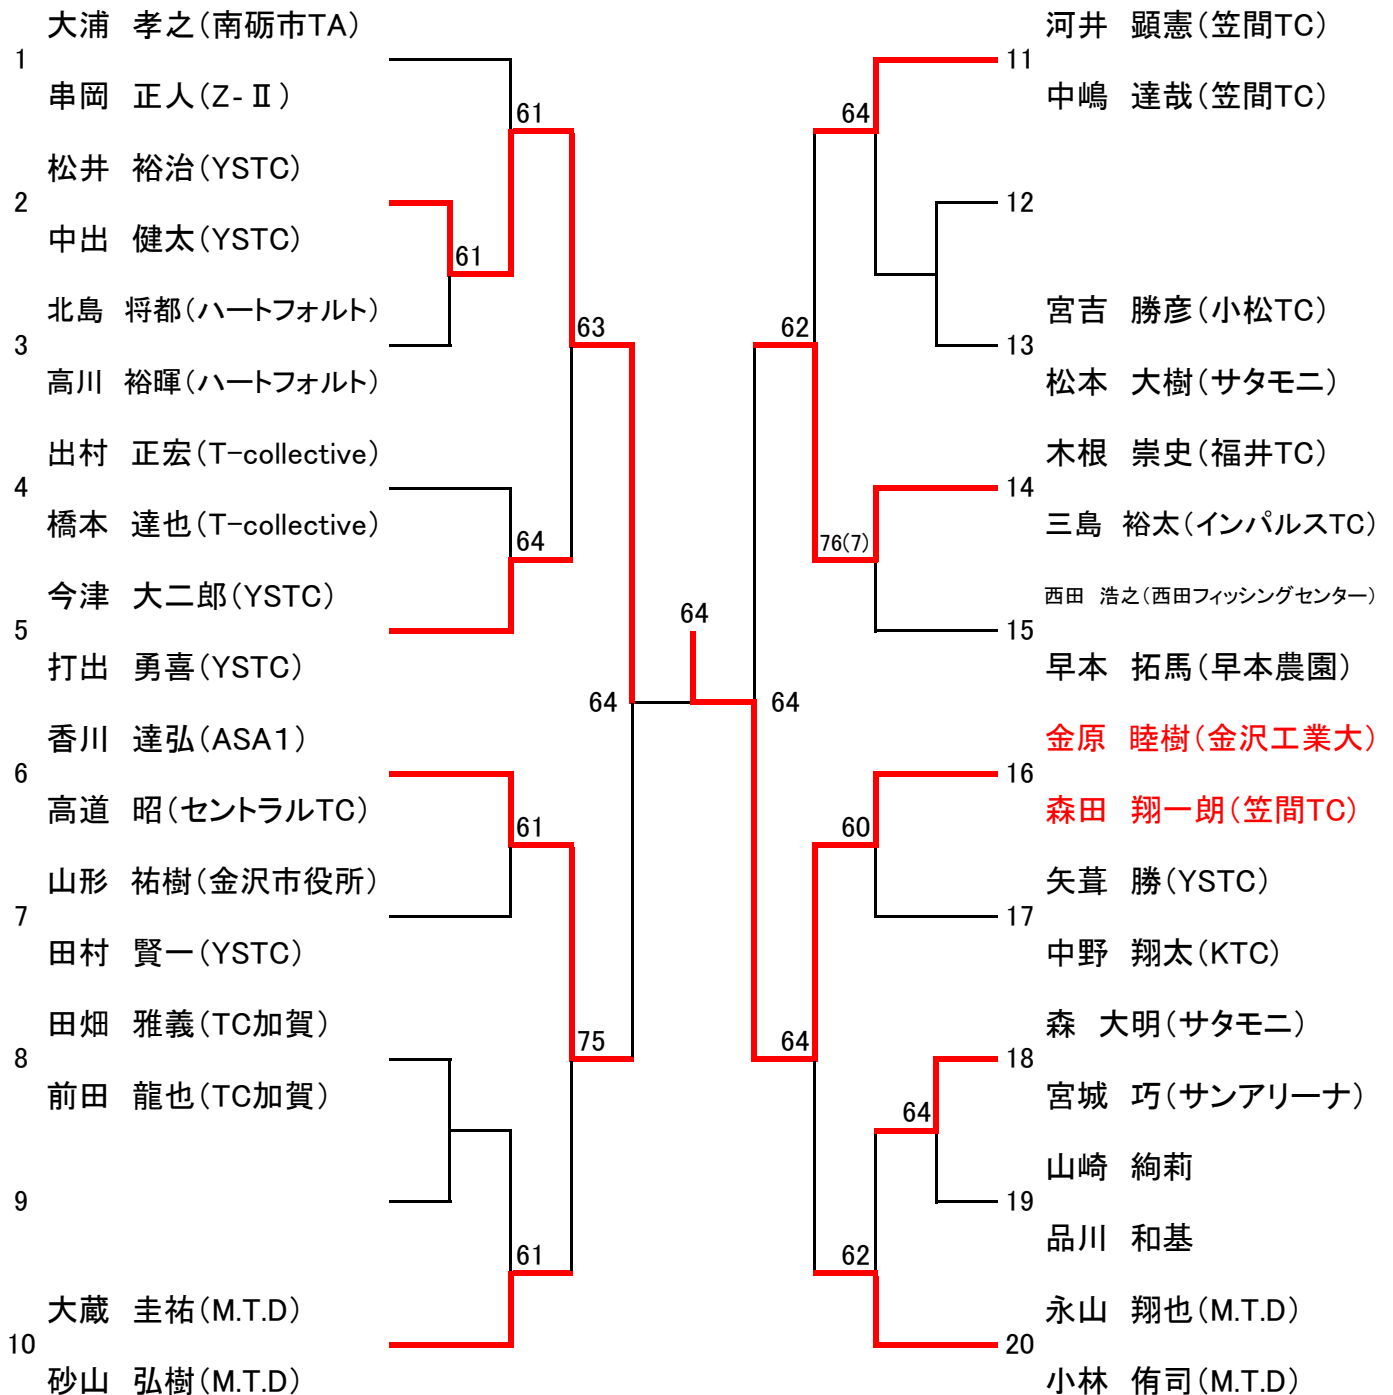 大浦　孝之（南砺市TA）
1
串岡　正人（Z-Ⅱ）
61
松井　裕治（YSTC）
2
中出　健太（YSTC）
61
北島　将都（ハートフォルト）
63
3
高川　裕暉（ハートフォルト）
出村　正宏（T-collective）
4
橋本　達也（T-collective）
64
今津　大二郎（YSTC）
5
打出　勇喜（YSTC）
64
香川　達弘（ASA１）
6
高道　昭（セントラルTC）
61
山形　祐樹（金沢市役所）
7
田村　賢一（YSTC）
田畑　雅義（TC加賀）
75
8
前田　龍也（TC加賀）
9
61
大蔵　圭祐（M.T.D）
10
砂山　弘樹（M.T.D）
64
河井　顕憲（笠間TC）
11
中嶋　達哉（笠間TC）
64
12
宮吉　勝彦（小松TC）
62
13
松本　大樹（サタモニ）
木根　崇史（福井TC）
14
三島　裕太（インパルスTC）
76(7)
西田　浩之（西田フィッシングセンター）
15
早本　拓馬（早本農園）
64
金原　睦樹（金沢工業大）
16
森田　翔一朗（笠間TC）
60
矢葺　勝（YSTC）
17
中野　翔太（KTC）
森　大明（サタモニ）
64
18
宮城　巧（サンアリーナ）
64
山崎　絢莉
19
品川　和基
62
永山　翔也（M.T.D）
20
小林　侑司（M.T.D）